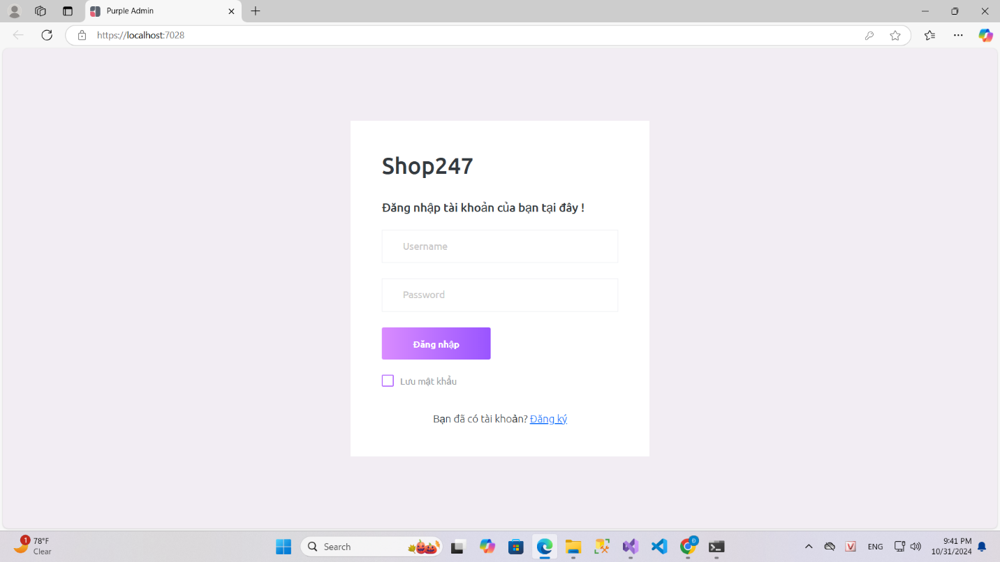 Purple Admin
https://localhost:7028
Shop247
Đăng nhập tài khoản của bạn tại đây !
Username
Password
Đăng nhập
Lưu mật khẩu
Bạn đã có tài khoản? Đăng ký
1
78°F
Clear
Search
Đ
V
ENG
9:41 PM
10/31/2024